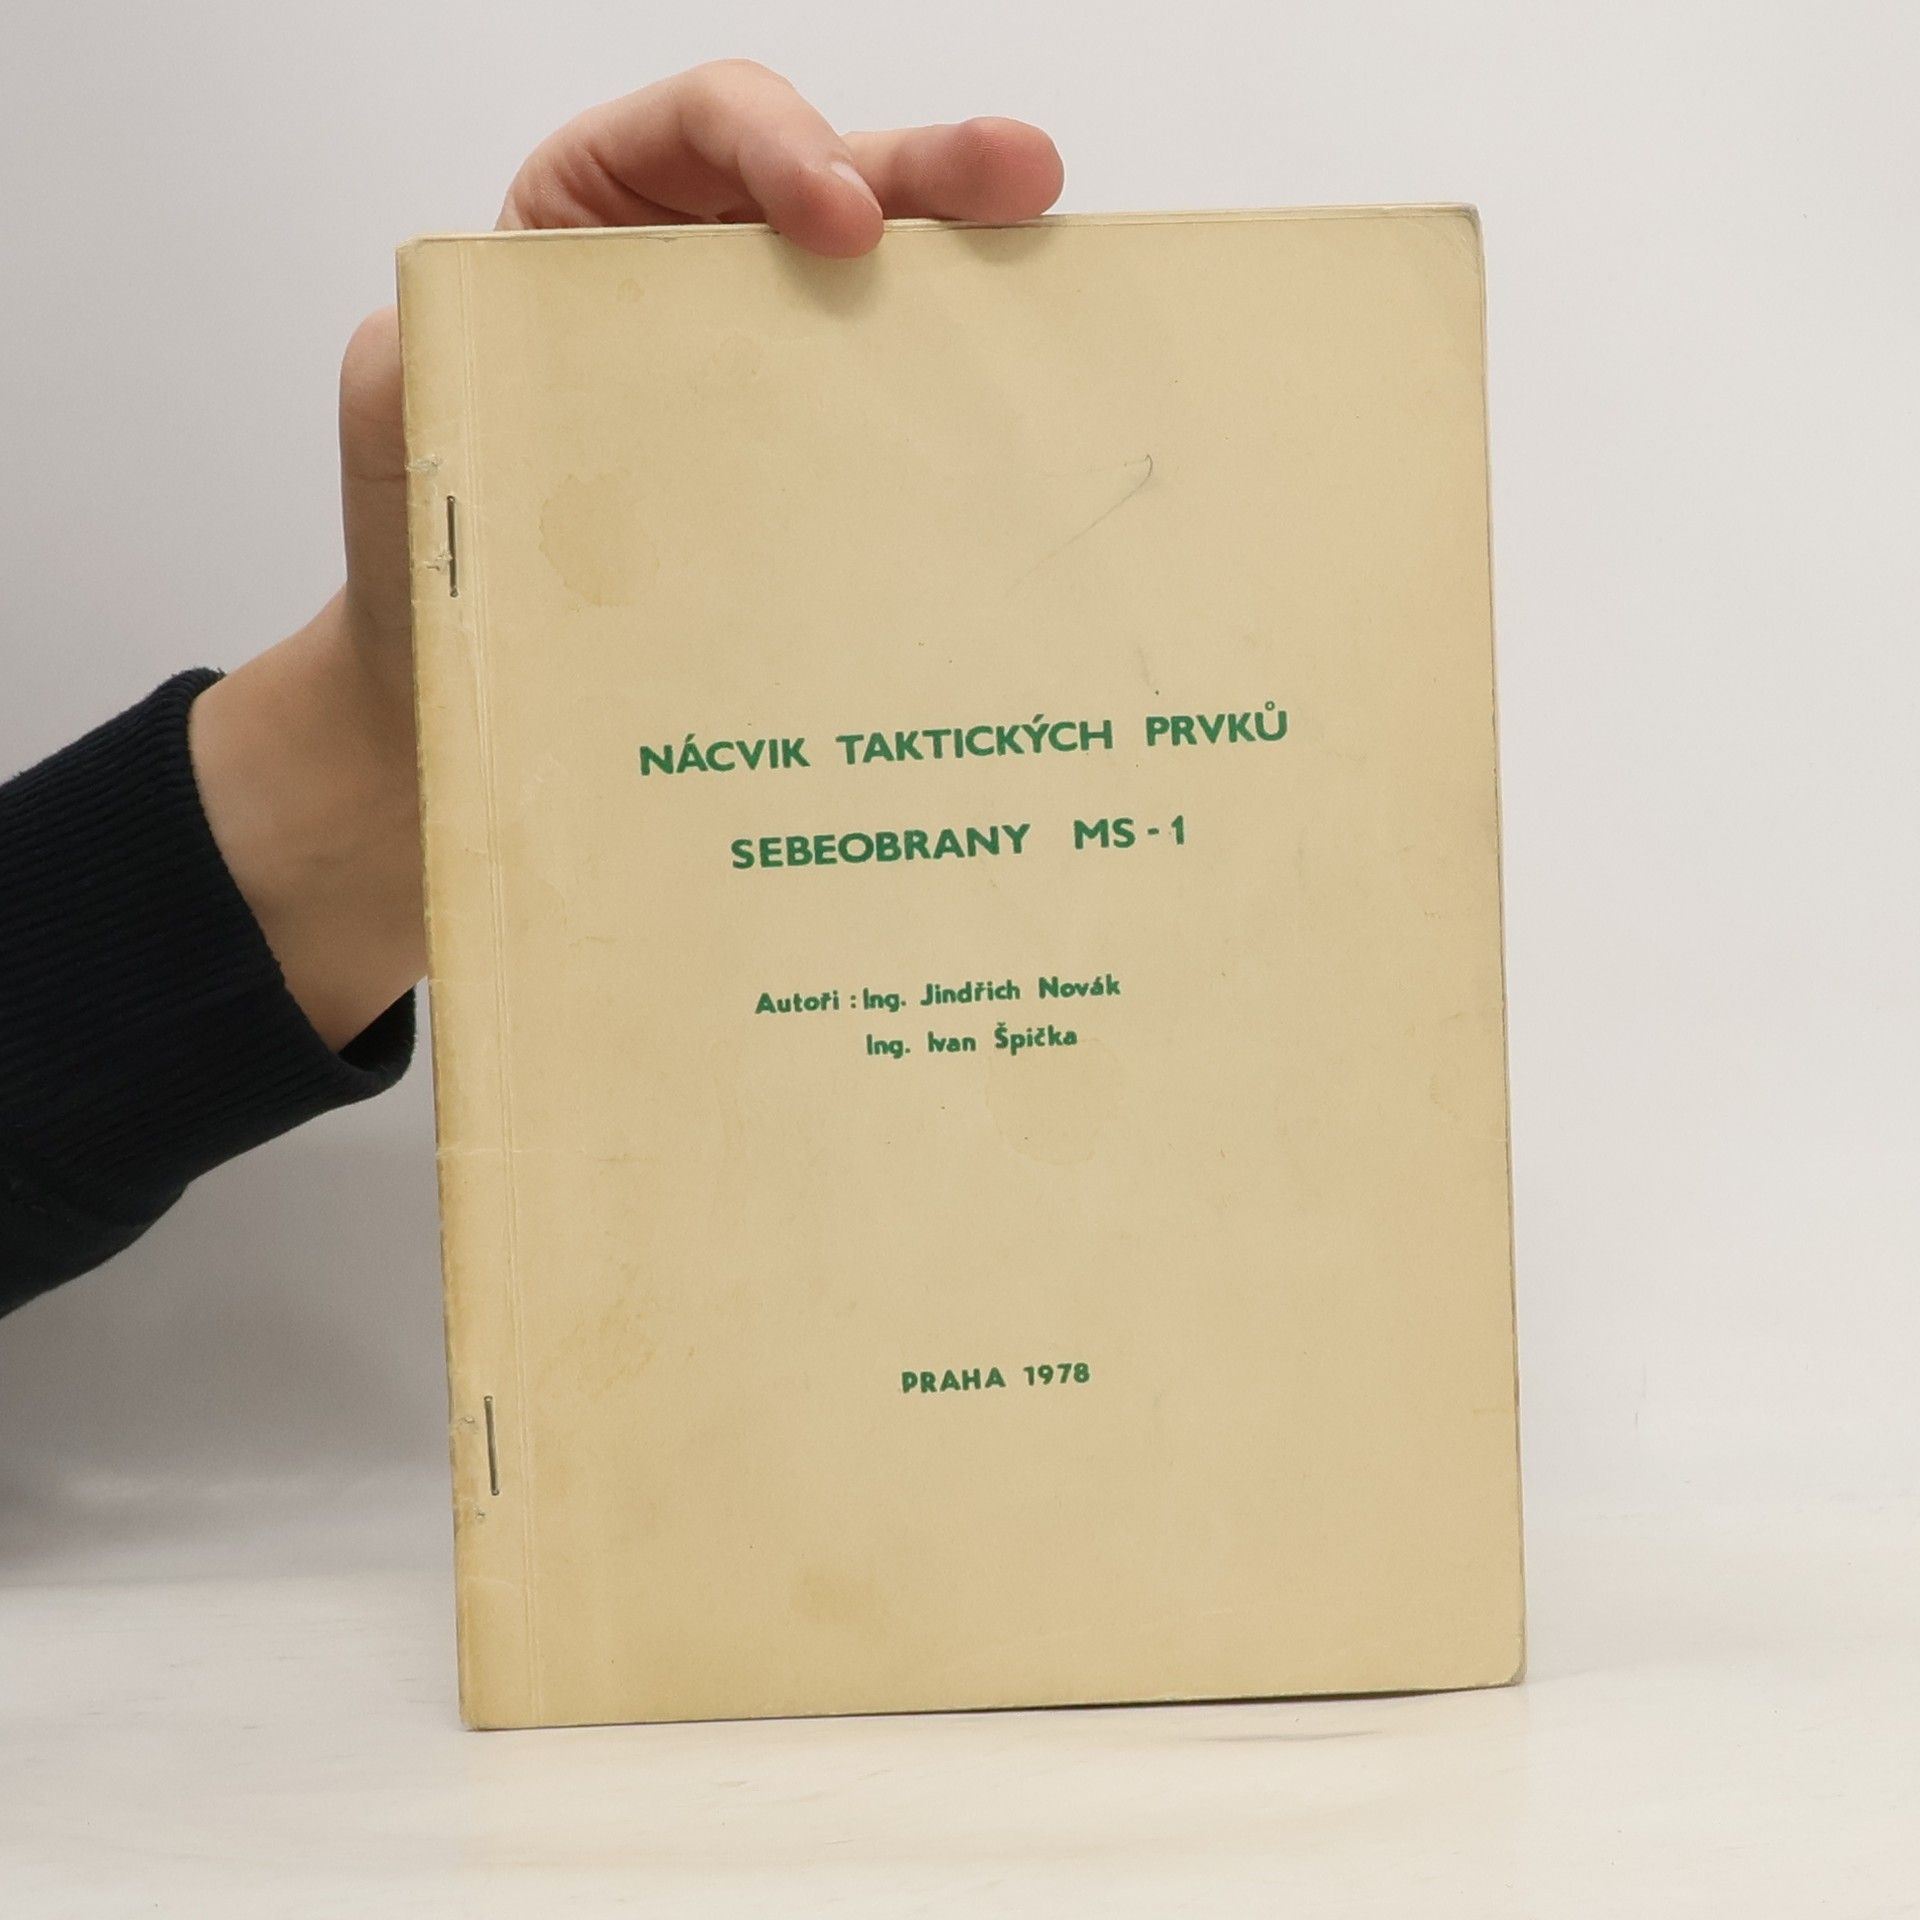 NÁCVIK TAKTICKÝCH PRVKŮ
SEBEOBRANY MS - 1
Autoři : Ing. Jindřich Novák
Ing. Ivan Špička
PRAHA 1978